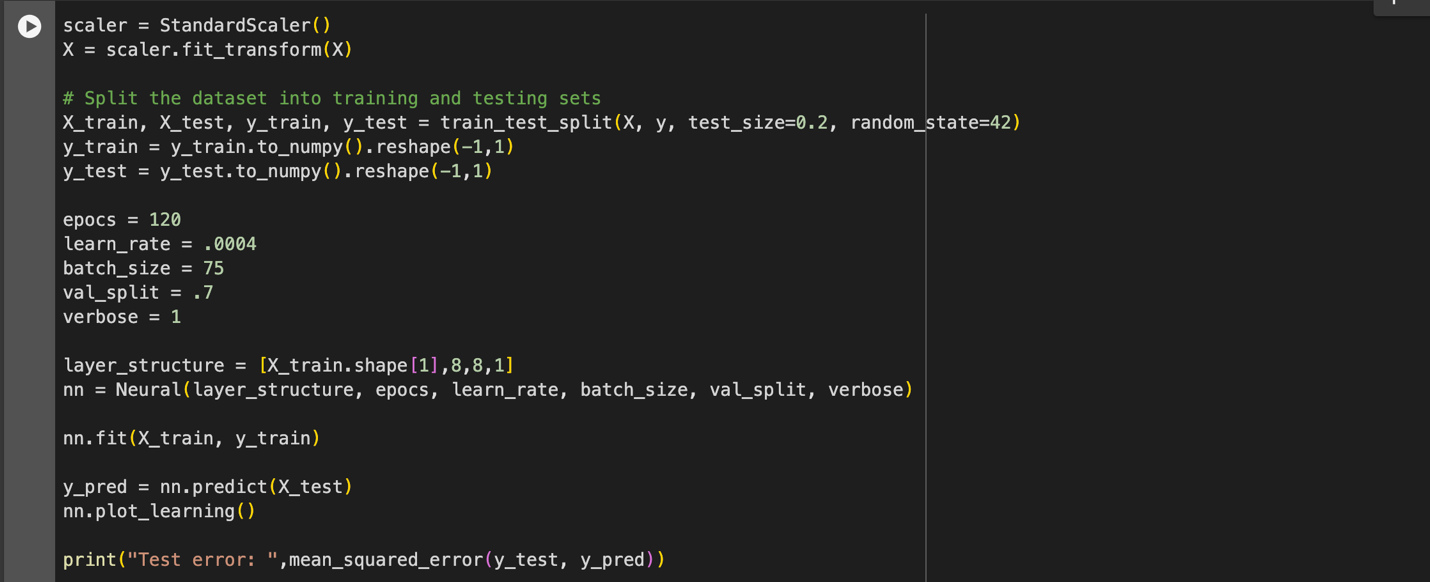 scaler = StandardScaler()
X = scaler.fit_transform(X)
# Split the dataset into training and testing sets
X_train, X_test, y_train, y_test = train_test_split(X, y, test_size=0.2, random_state=42)
y_train = y_train.to_numpy().reshape(-1,1)
y_test = y_test.to_numpy().reshape(-1,1)
epocs = 120
learn_rate = .0004
batch_size = 75
val_split = .7
verbose = 1
layer_structure = [X_train.shape[1],8,8,1]
nn = Neural(layer_structure, epocs, learn_rate, batch_size, val_split, verbose)
nn.fit(X_train, y_train)
y_pred = nn.predict(X_test)
nn.plot_learning()
print("Test error: ",mean_squared_error(y_test, y_pred))